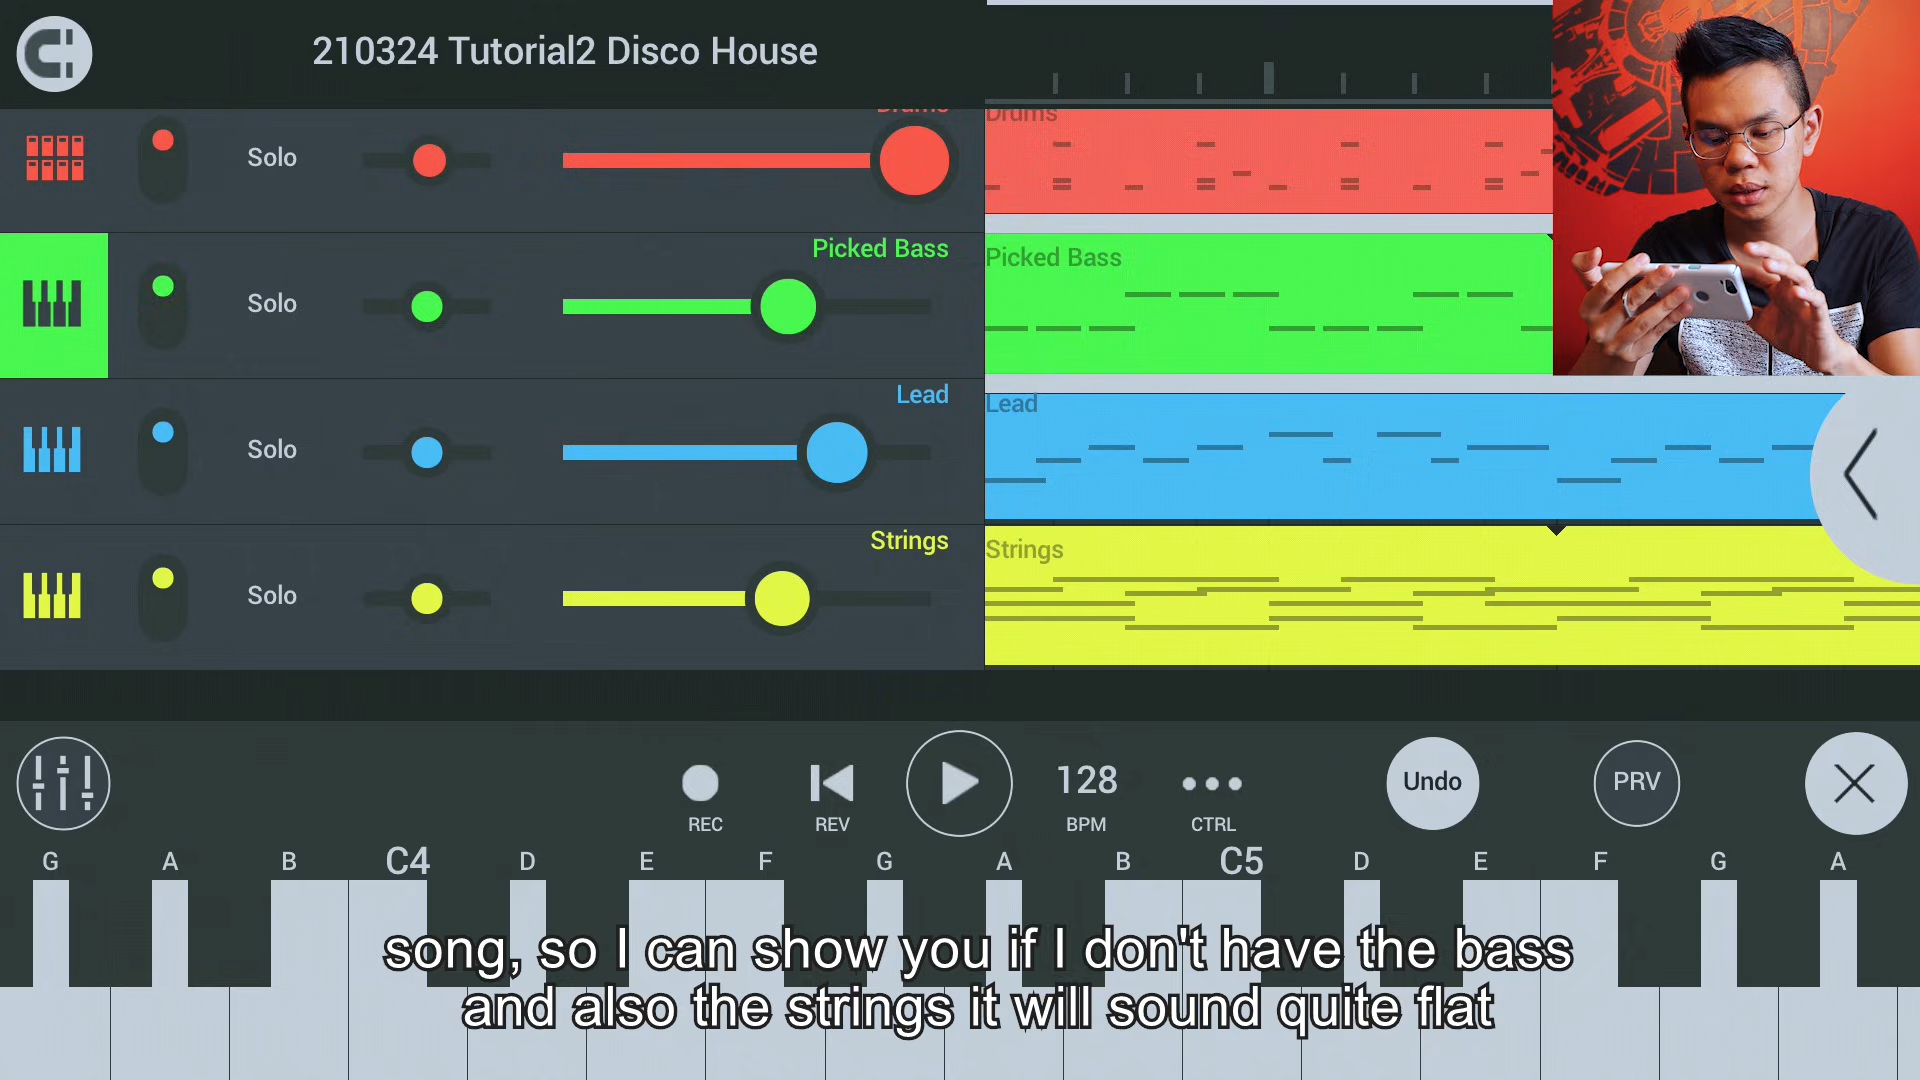 210324 Tutorial2 Disco House
Drums
Drums
Solo
Picked Bass
Picked Bass
Solo
Lead
Lead
Solo
Strings
Strings
Solo
128
Undo
PRV
REC
REV
BPM
CTRL
G A B C4 D E F G A B C5 D E F G A
song, so I can show you if I don't have the bass
and also the strings it will sound quite flat